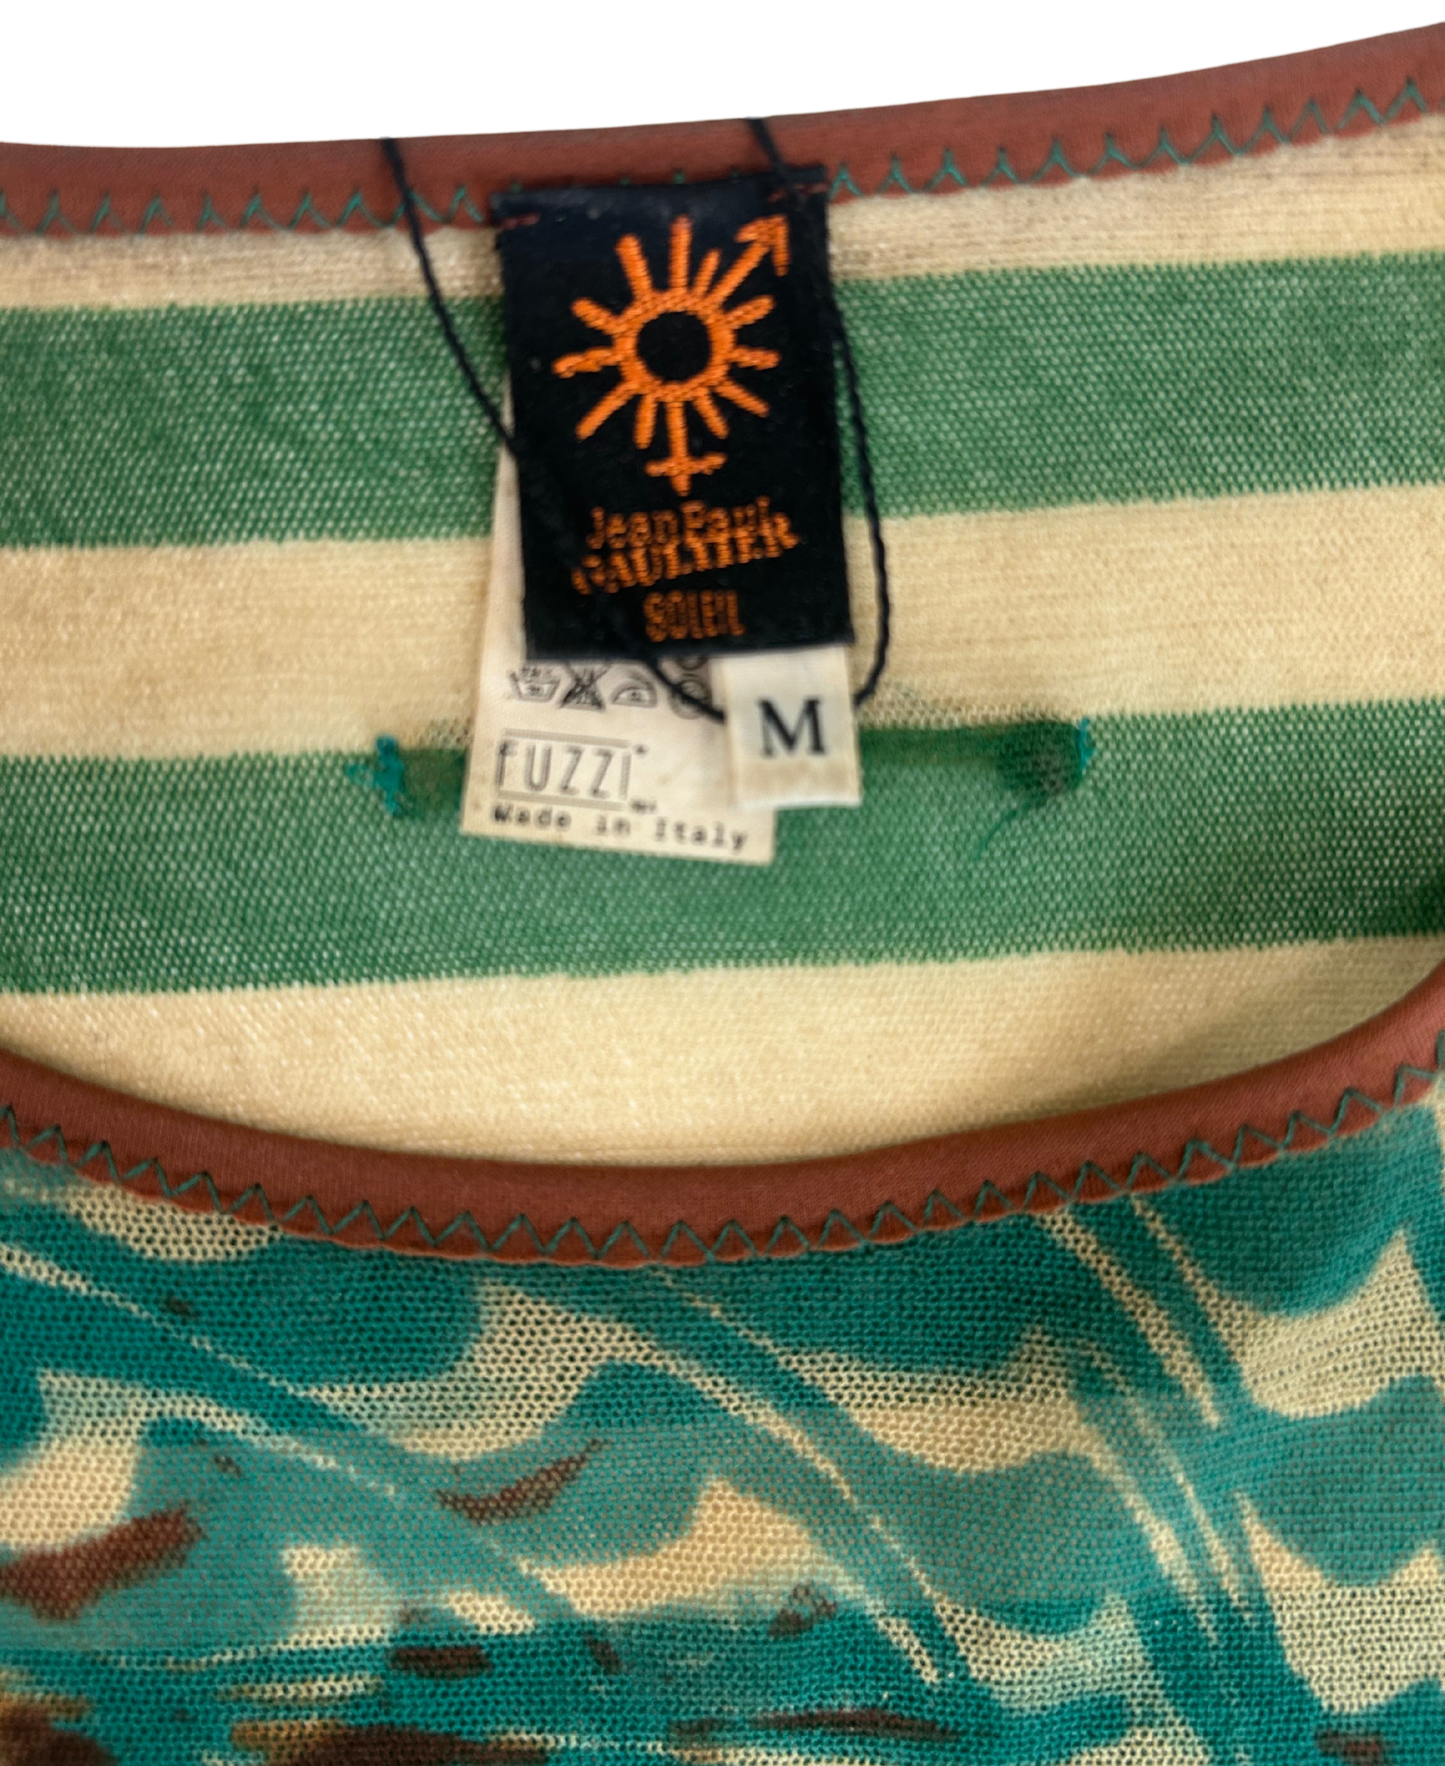 Jean Paul
GAULTIER
SOLEIL
M
FUZZI
Made in Italy